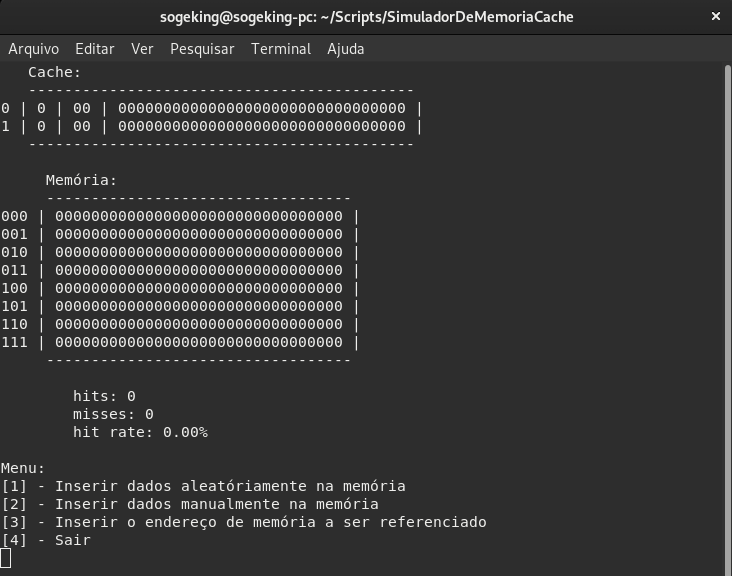 sogeking@sogeking-pc: ~/Scripts/SimuladorDeMemoriaCache
Arquivo Editar Ver Pesquisar Terminal Ajuda
   Cache:
   -------------------------------------------
0 | 0 | 00 | 00000000000000000000000000000000 |
1 | 0 | 00 | 00000000000000000000000000000000 |
   -------------------------------------------
     Memória:
     ----------------------------------
000 | 00000000000000000000000000000000 |
001 | 00000000000000000000000000000000 |
010 | 00000000000000000000000000000000 |
011 | 00000000000000000000000000000000 |
100 | 00000000000000000000000000000000 |
101 | 00000000000000000000000000000000 |
110 | 00000000000000000000000000000000 |
111 | 00000000000000000000000000000000 |
     ----------------------------------
        hits: 0
        misses: 0
        hit rate: 0.00%
Menu:
[1] - Inserir dados aleatóriamente na memória
[2] - Inserir dados manualmente na memória
[3] - Inserir o endereço de memória a ser referenciado
[4] - Sair